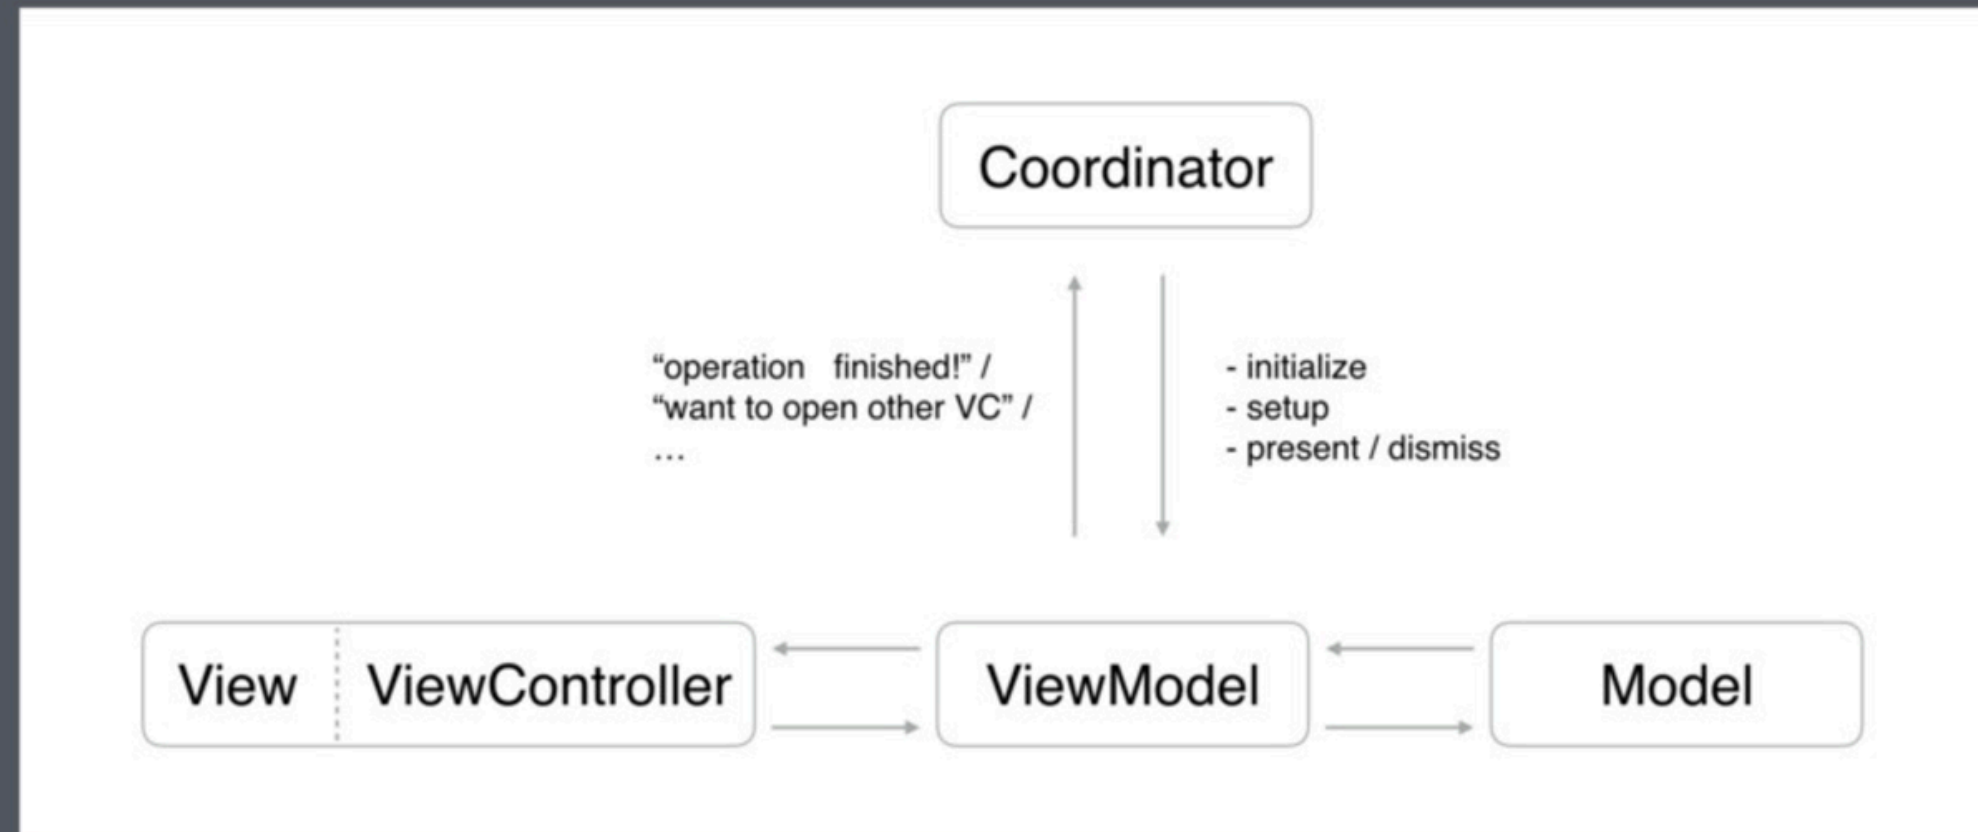 Coordinator
“operation finished!” /
“want to open other VC” /
…
- initialize
- setup
- present / dismiss
View
ViewController
ViewModel
Model